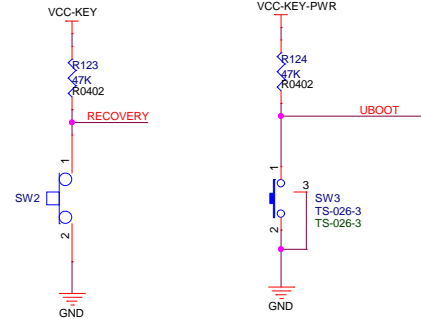 VCC-KEY
R123
47K
R0402
RECOVERY
1
SW2
2
GND
VCC-KEY-PWR
R124
47K
R0402
UBOOT
1
3
SW3
TS-026-3
TS-026-3
2
GND